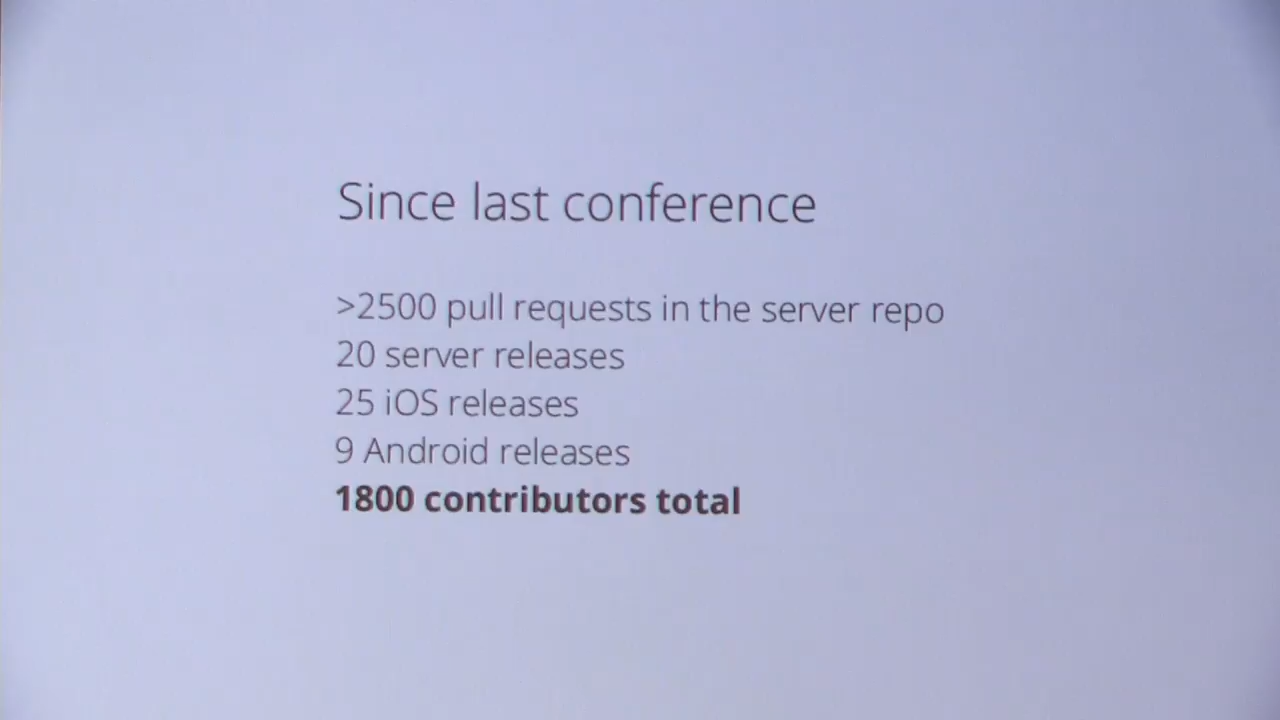 Since last conference
>2500 pull requests in the server repo
20 server releases
25 iOS releases
9 Android releases
1800 contributors total